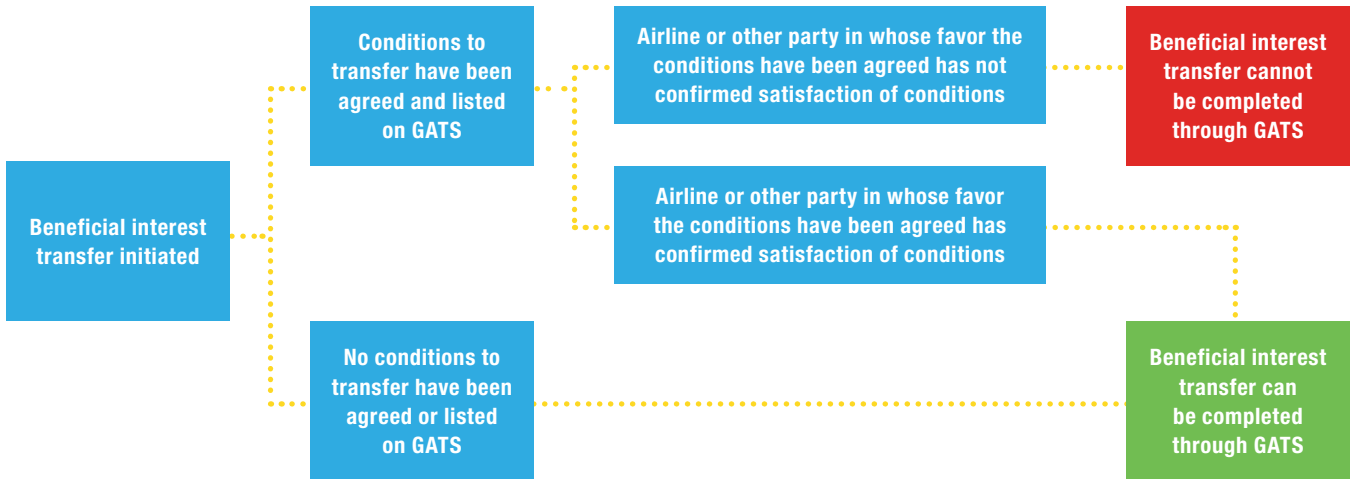 Beneficial interest
transfer initiated
Conditions to
transfer have been
agreed and listed
on GATS
Airline or other party in whose favor the
conditions have been agreed has not
confirmed satisfaction of conditions
Beneficial interest
transfer cannot
be completed
through GATS
Airline or other party in whose favor
the conditions have been agreed has
confirmed satisfaction of conditions
No conditions to
transfer have been
agreed or listed
on GATS
Beneficial interest
transfer can
be completed
through GATS